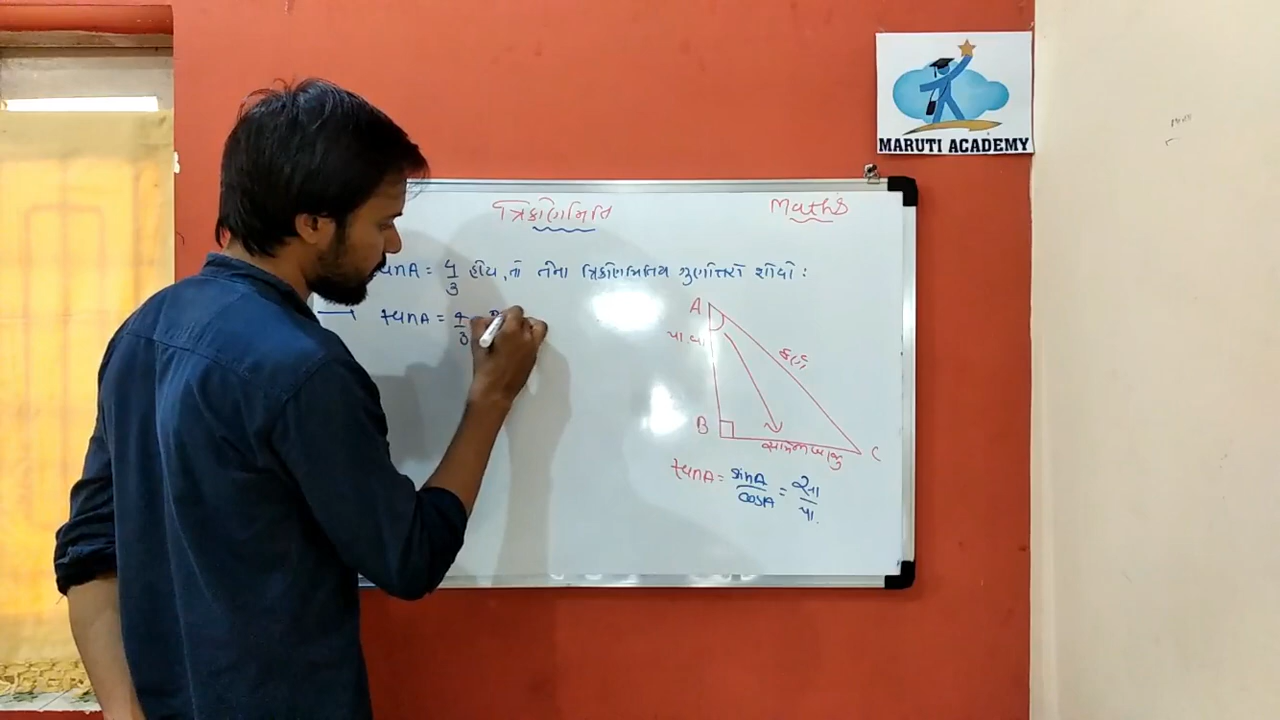 MARUTI ACADEMY
ત્રિકોણમિતિ
Maths
tanA = 4/3 હોય, તો તેના ત્રિકોણમિતિય ગુણોત્તરો શોધો :
→ tanA = 4/3
A
પા.બા
કર્ણ
B
સામેનીબાજુ
C
tanA = sinA/cosA = સા/પા.